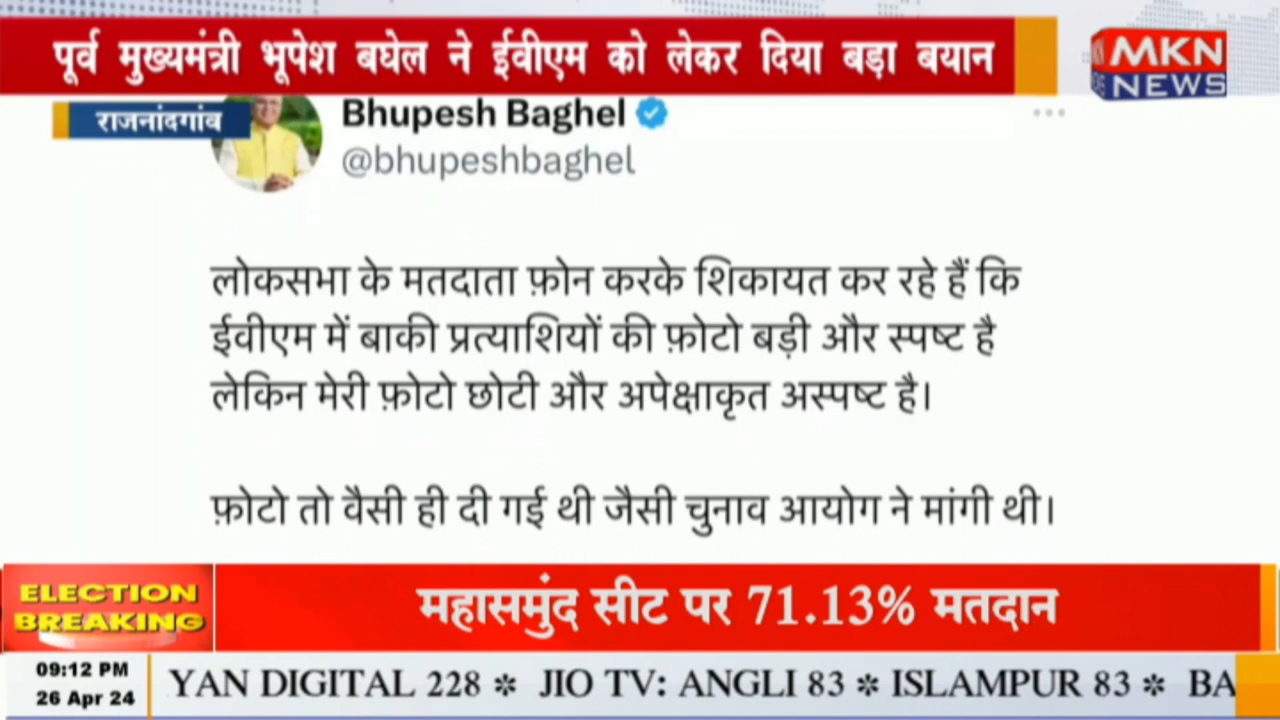 पूर्व मुख्यमंत्री भूपेश बघेल ने ईवीएम को लेकर दिया बड़ा बयान
MKN
NEWS
राजनांदगांव
Bhupesh Baghel
@bhupeshbaghel
लोकसभा के मतदाता फ़ोन करके शिकायत कर रहे हैं कि
ईवीएम में बाकी प्रत्याशियों की फ़ोटो बड़ी और स्पष्ट है
लेकिन मेरी फ़ोटो छोटी और अपेक्षाकृत अस्पष्ट है।
फ़ोटो तो वैसी ही दी गई थी जैसी चुनाव आयोग ने मांगी थी।
ELECTION
BREAKING
महासमुंद सीट पर 71.13% मतदान
09:12 PM
26 Apr 24
YAN DIGITAL 228 * JIO TV: ANGLI 83 * ISLAMPUR 83 * BA